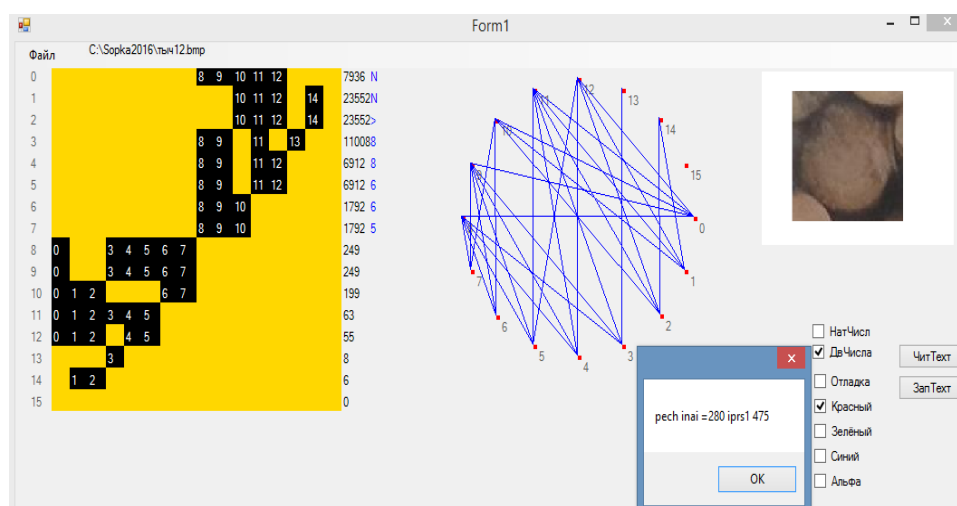 Form1
Файл C:\Sopka2016\тыч12.bmp
0 8 9 10 11 12 7936 N
1 10 11 12 14 23552N
2 10 11 12 14 23552>
3 8 9 11 13 110088
4 8 9 11 12 6912 8
5 8 9 11 12 6912 6
6 8 9 10 1792 6
7 8 9 10 1792 5
8 0 3 4 5 6 7 249
9 0 3 4 5 6 7 249
10 0 1 2 6 7 199
11 0 1 2 3 4 5 63
12 0 1 2 4 5 55
13 3 8
14 1 2 6
15 0
12
11
13
10
14
9
15
0
7
1
6
2
5
3
4
pech inai =280 iprs1 475
OK
НатЧисл
ДвЧисла
Отладка
Красный
Зелёный
Синий
Альфа
ЧитТехт
ЗапТехт